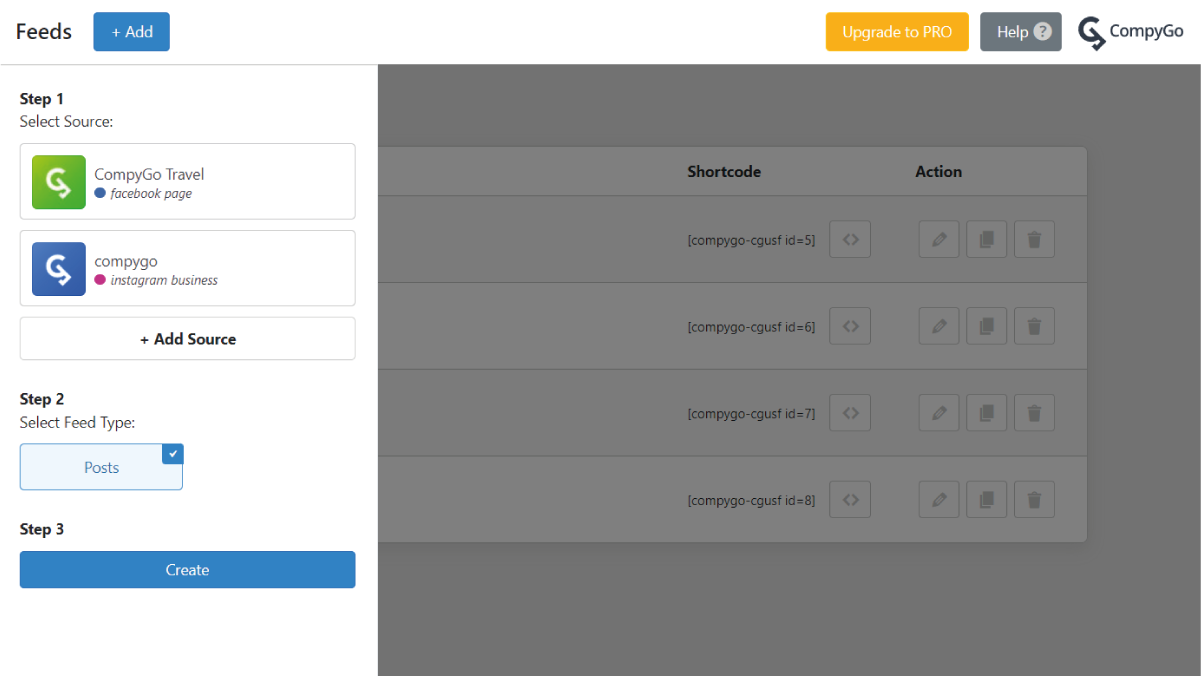 Feeds
+ Add
Upgrade to PRO
Help ?
CompyGo
Step 1
Select Source:
CompyGo Travel
facebook page
compygo
instagram business
+ Add Source
Step 2
Select Feed Type:
Posts
Step 3
Create
Shortcode Action
[compygo-cgusf id=5]
[compygo-cgusf id=6]
[compygo-cgusf id=7]
[compygo-cgusf id=8]